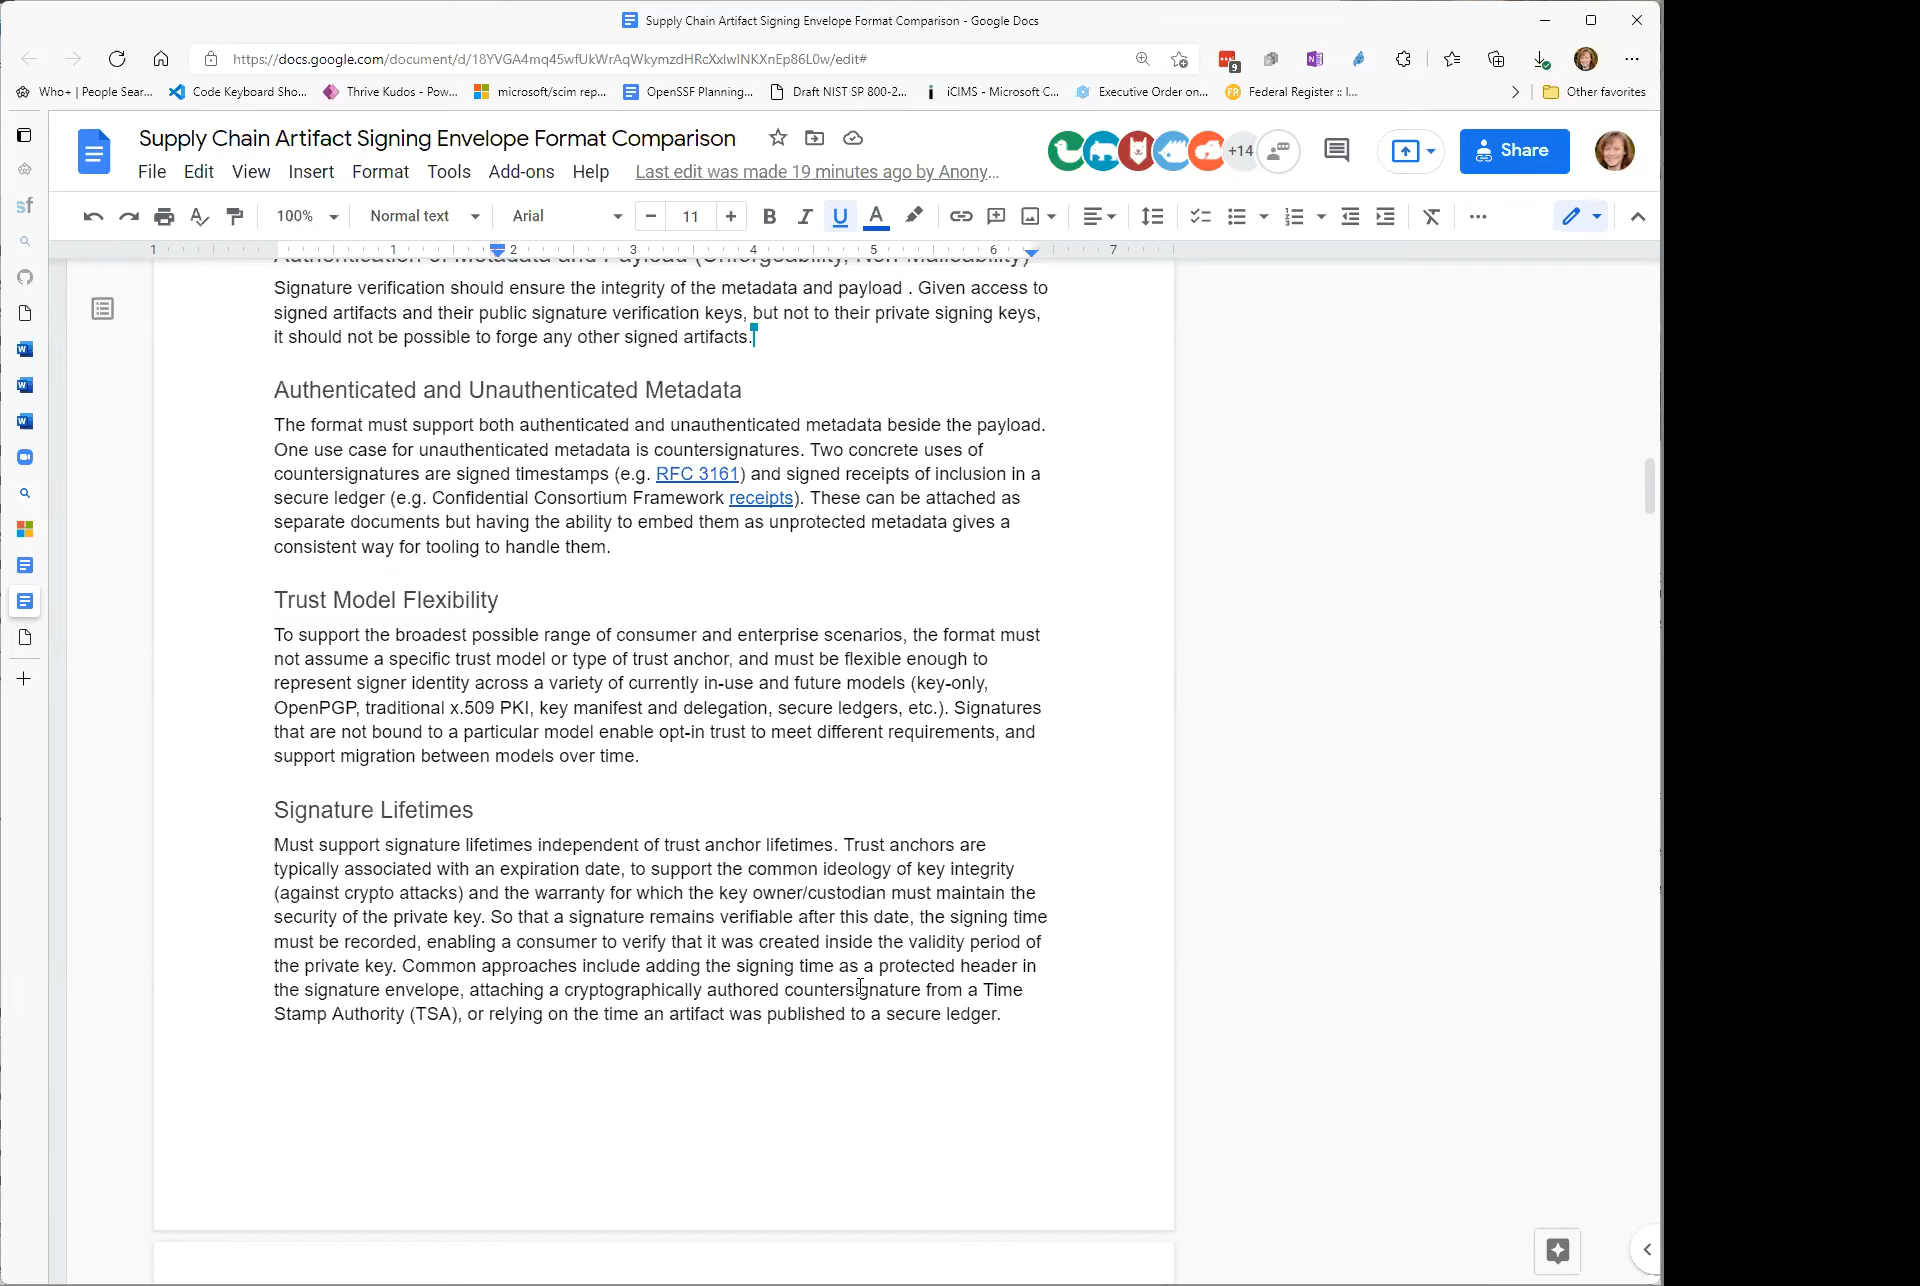 Supply Chain Artifact Signing Envelope Format Comparison - Google Docs
https://docs.google.com/document/d/18YVGA4mq45wfUkWrAqWkymzdHRcXxlwlNKXnEp86L0w/edit#
9
Who+ | People Sear...
Code Keyboard Sho...
Thrive Kudos - Pow...
microsoft/scim rep...
OpenSSF Planning...
Draft NIST SP 800-2...
iCIMS - Microsoft C...
Executive Order on...
Federal Register :: I...
Other favorites
Supply Chain Artifact Signing Envelope Format Comparison
+14
Share
File Edit View Insert Format Tools Add-ons Help Last edit was made 19 minutes ago by Anony...
100% Normal text Arial 11
1 1 2 3 4 5 6 7
Authentication of Metadata and Payload (Unforgeability, Non-Malleability)
Signature verification should ensure the integrity of the metadata and payload . Given access to
signed artifacts and their public signature verification keys, but not to their private signing keys,
it should not be possible to forge any other signed artifacts.
Authenticated and Unauthenticated Metadata
The format must support both authenticated and unauthenticated metadata beside the payload.
One use case for unauthenticated metadata is countersignatures. Two concrete uses of
countersignatures are signed timestamps (e.g. RFC 3161) and signed receipts of inclusion in a
secure ledger (e.g. Confidential Consortium Framework receipts). These can be attached as
separate documents but having the ability to embed them as unprotected metadata gives a
consistent way for tooling to handle them.
Trust Model Flexibility
To support the broadest possible range of consumer and enterprise scenarios, the format must
not assume a specific trust model or type of trust anchor, and must be flexible enough to
represent signer identity across a variety of currently in-use and future models (key-only,
OpenPGP, traditional x.509 PKI, key manifest and delegation, secure ledgers, etc.). Signatures
that are not bound to a particular model enable opt-in trust to meet different requirements, and
support migration between models over time.
Signature Lifetimes
Must support signature lifetimes independent of trust anchor lifetimes. Trust anchors are
typically associated with an expiration date, to support the common ideology of key integrity
(against crypto attacks) and the warranty for which the key owner/custodian must maintain the
security of the private key. So that a signature remains verifiable after this date, the signing time
must be recorded, enabling a consumer to verify that it was created inside the validity period of
the private key. Common approaches include adding the signing time as a protected header in
the signature envelope, attaching a cryptographically authored countersignature from a Time
Stamp Authority (TSA), or relying on the time an artifact was published to a secure ledger.